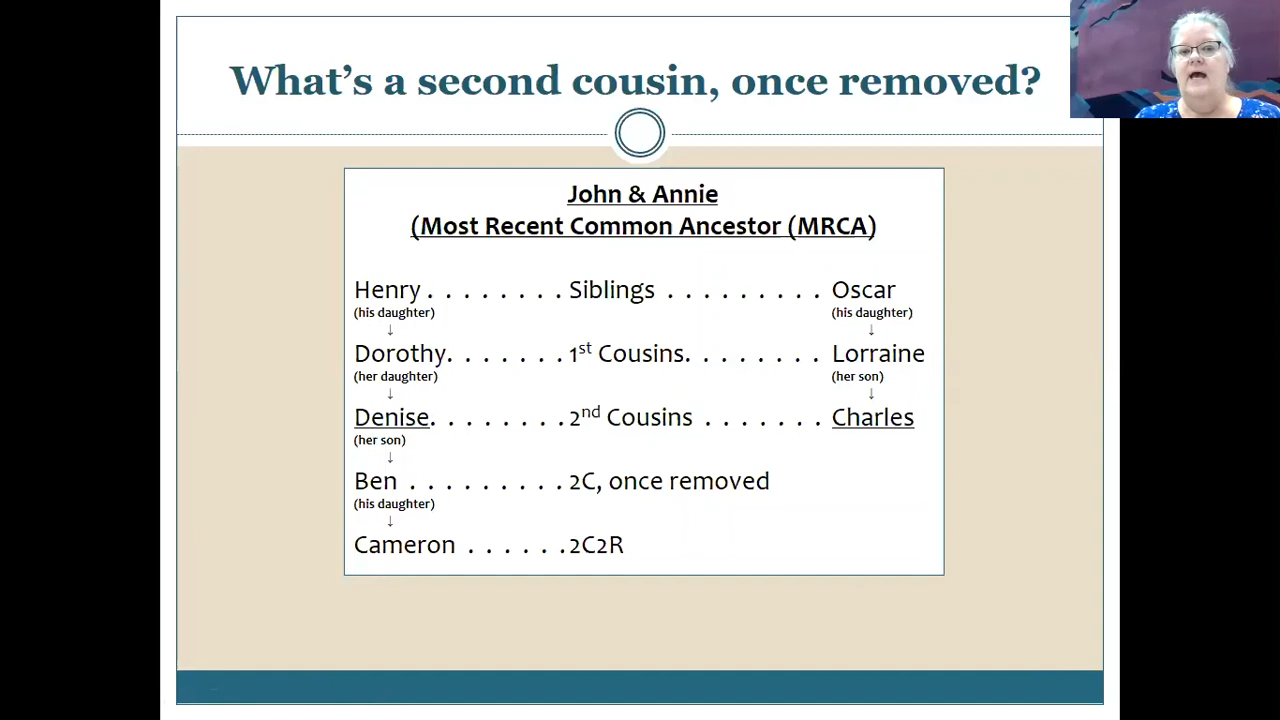 What's a second cousin, once removed?
John & Annie
(Most Recent Common Ancestor (MRCA)
Henry . . . . . . . . Siblings . . . . . . . . . Oscar
(his daughter) (his daughter)
↓ ↓
Dorothy. . . . . . . 1st Cousins. . . . . . . . Lorraine
(her daughter) (her son)
↓ ↓
Denise. . . . . . . . 2nd Cousins . . . . . . . Charles
(her son)
↓
Ben . . . . . . . . . 2C, once removed
(his daughter)
↓
Cameron . . . . . . 2C2R